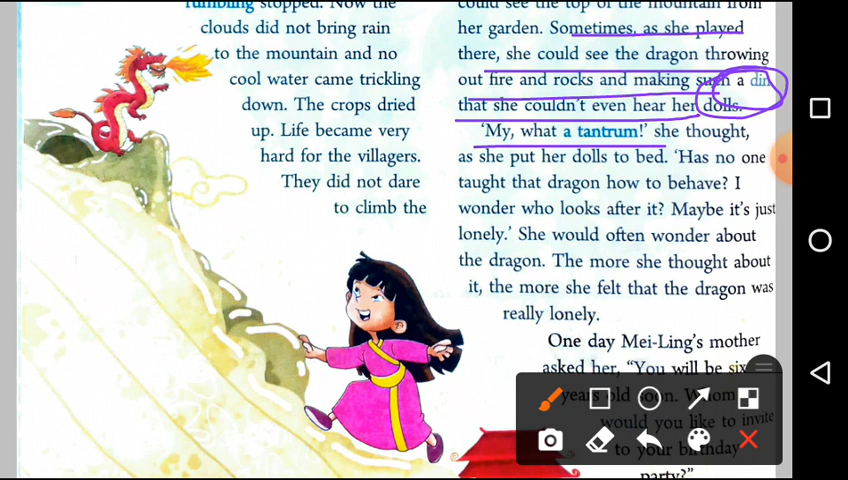 rumbling stopped. Now the
clouds did not bring rain
to the mountain and no
cool water came trickling
down. The crops dried
up. Life became very
hard for the villagers.
They did not dare
to climb the
could see the top of the mountain from
her garden. Sometimes, as she played
there, she could see the dragon throwing
out fire and rocks and making such a din
that she couldn't even hear her dolls.
'My, what a tantrum!' she thought,
as she put her dolls to bed. 'Has no one
taught that dragon how to behave? I
wonder who looks after it? Maybe it's just
lonely.' She would often wonder about
the dragon. The more she thought about
it, the more she felt that the dragon was
really lonely.
One day Mei-Ling's mother
asked her, "You will be six
years old soon. Whom
would you like to invite
to your birthday
party?"